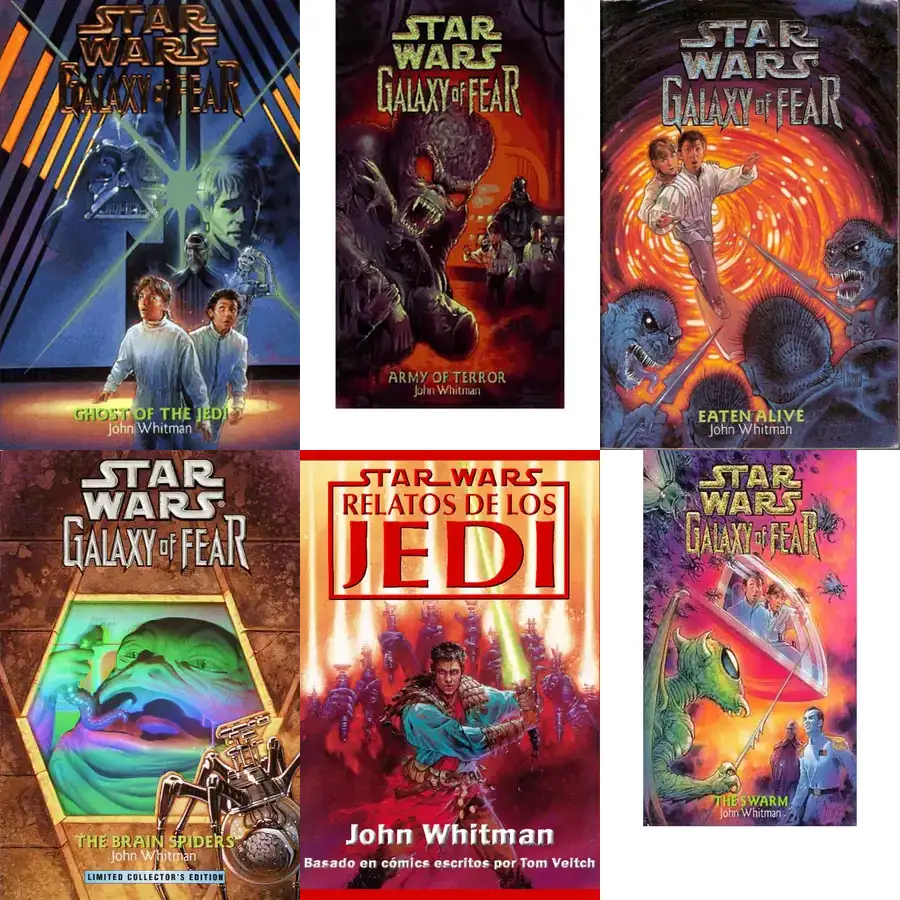 STAR
WARS
GALAXY of FEAR
GHOST OF THE JEDI
John Whitman
STAR
WARS
GALAXY of FEAR
ARMY OF TERROR
John Whitman
STAR
WARS
GALAXY of FEAR
EATEN ALIVE
John Whitman
STAR
WARS®
GALAXY of FEAR
THE BRAIN SPIDERS
John Whitman
LIMITED COLLECTOR'S EDITION
STAR WARS
RELATOS DE LOS
JEDI
John Whitman
Basado en cómics escritos por Tom Veitch
STAR
WARS
GALAXY of FEAR
THE SWARM
John Whitman